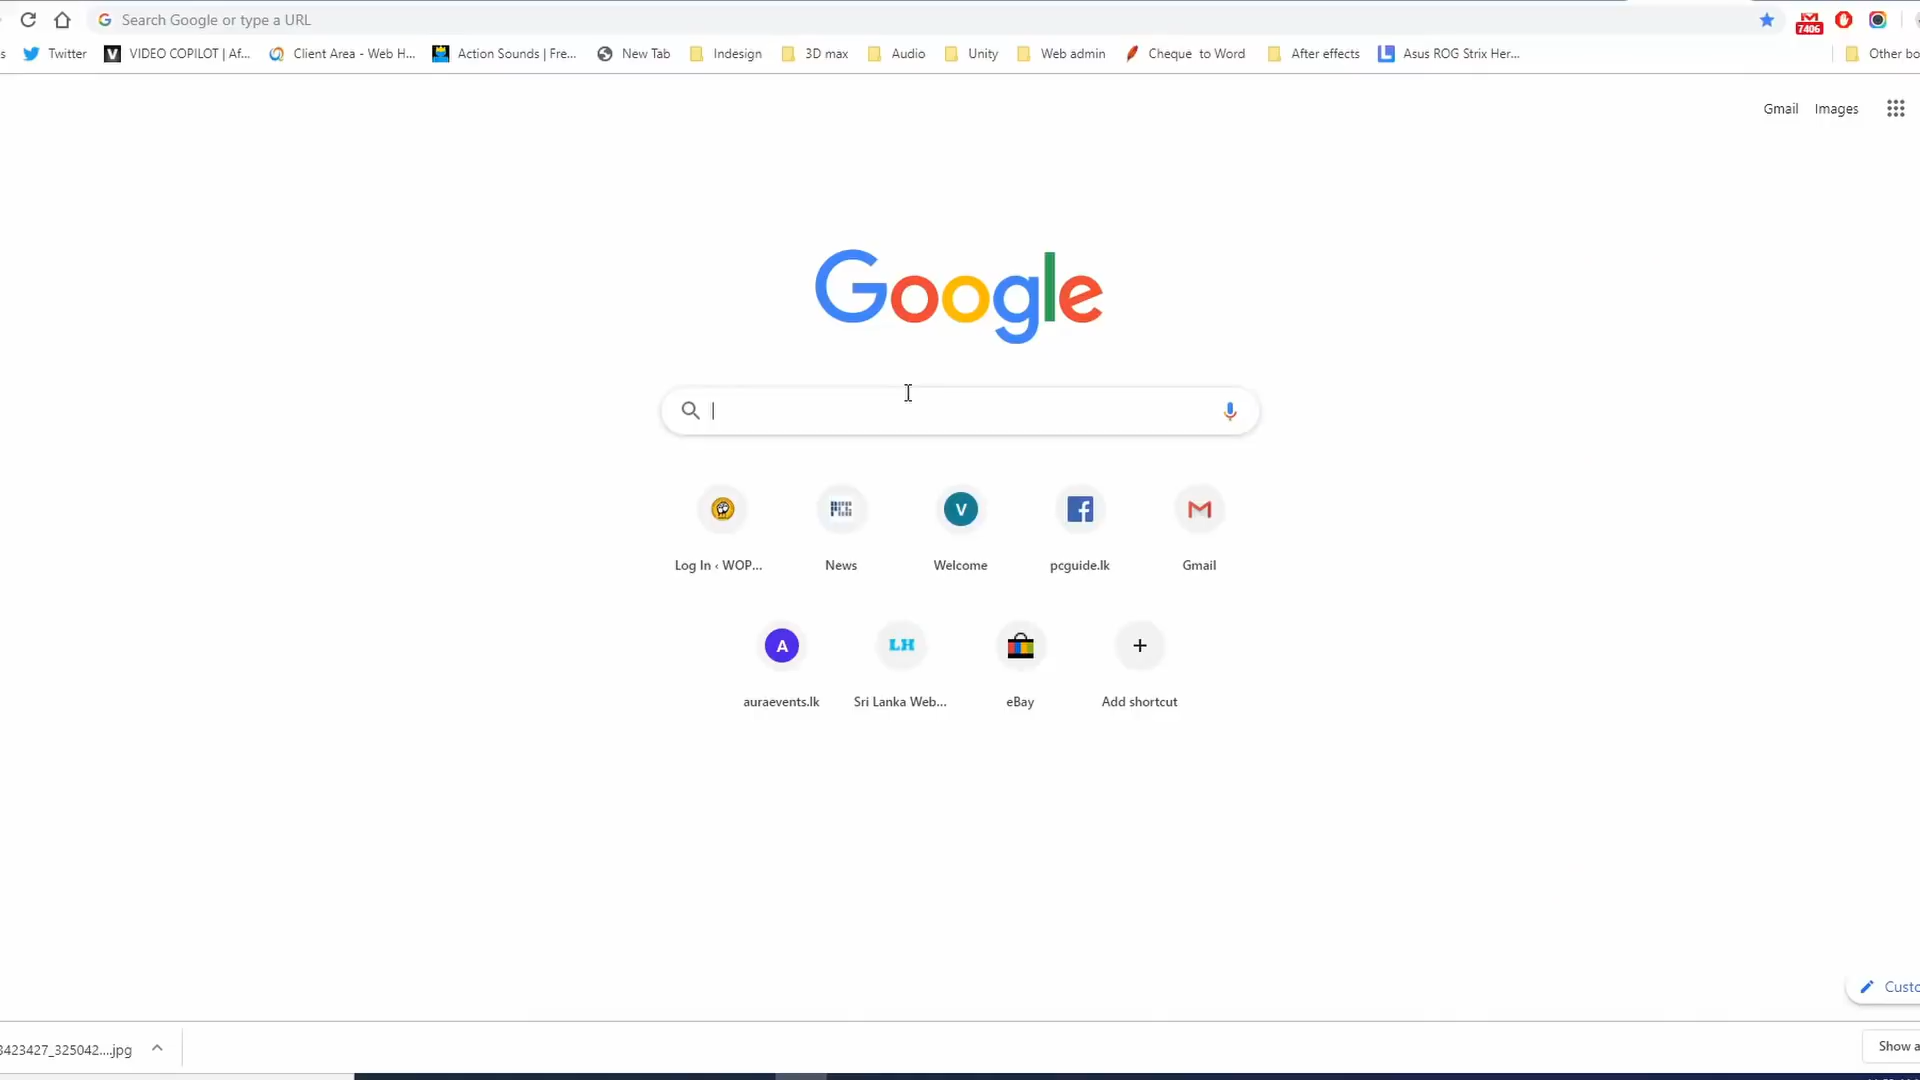 Search Google or type a URL
7406
s Twitter VIDEO COPILOT | Af... Client Area - Web H... Action Sounds | Fre... New Tab Indesign 3D max Audio Unity Web admin Cheque to Word After effects Asus ROG Strix Her... Other bo
Gmail Images
Google
Log In ‹ WOP... News Welcome pcguide.lk Gmail
auraevents.lk Sri Lanka Web... eBay Add shortcut
Custo
3423427_325042....jpg Show a